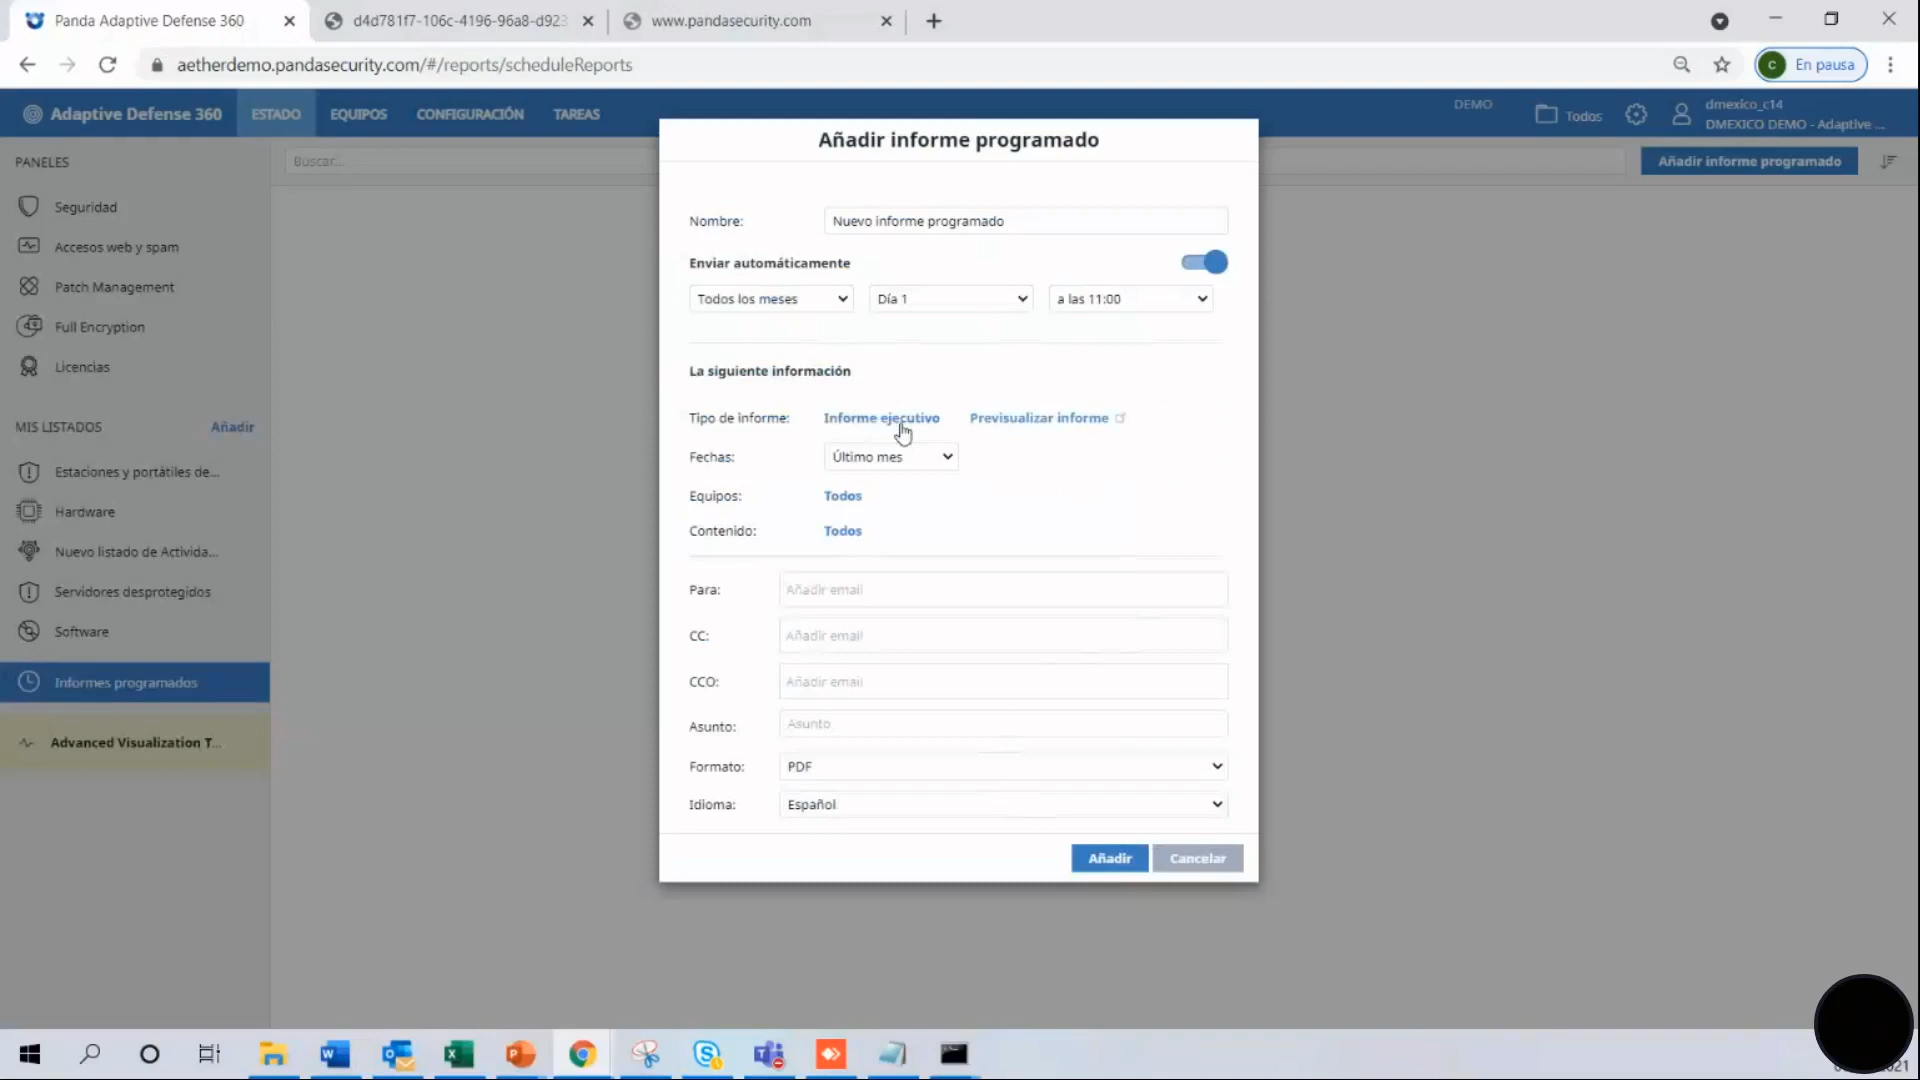 Panda Adaptive Defense 360
d4d781f7-106c-4196-96a8-d923
www.pandasecurity.com
aetherdemo.pandasecurity.com/#/reports/scheduleReports
c En pausa
Adaptive Defense 360 ESTADO EQUIPOS CONFIGURACIÓN TAREAS
DEMO
Todos
dmexico_c14
DMEXICO DEMO - Adaptive ...
PANELES
Buscar...
Añadir informe programado
Seguridad
Accesos web y spam
Patch Management
Full Encryption
Licencias
MIS LISTADOS Añadir
Estaciones y portátiles de...
Hardware
Nuevo listado de Activida...
Servidores desprotegidos
Software
Informes programados
Advanced Visualization T...
Añadir informe programado
Nombre: Nuevo informe programado
Enviar automáticamente
Todos los meses Día 1 a las 11:00
La siguiente información
Tipo de informe: Informe ejecutivo Previsualizar informe
Fechas: Último mes
Equipos: Todos
Contenido: Todos
Para: Añadir email
CC: Añadir email
CCO: Añadir email
Asunto: Asunto
Formato: PDF
Idioma: Español
Añadir Cancelar